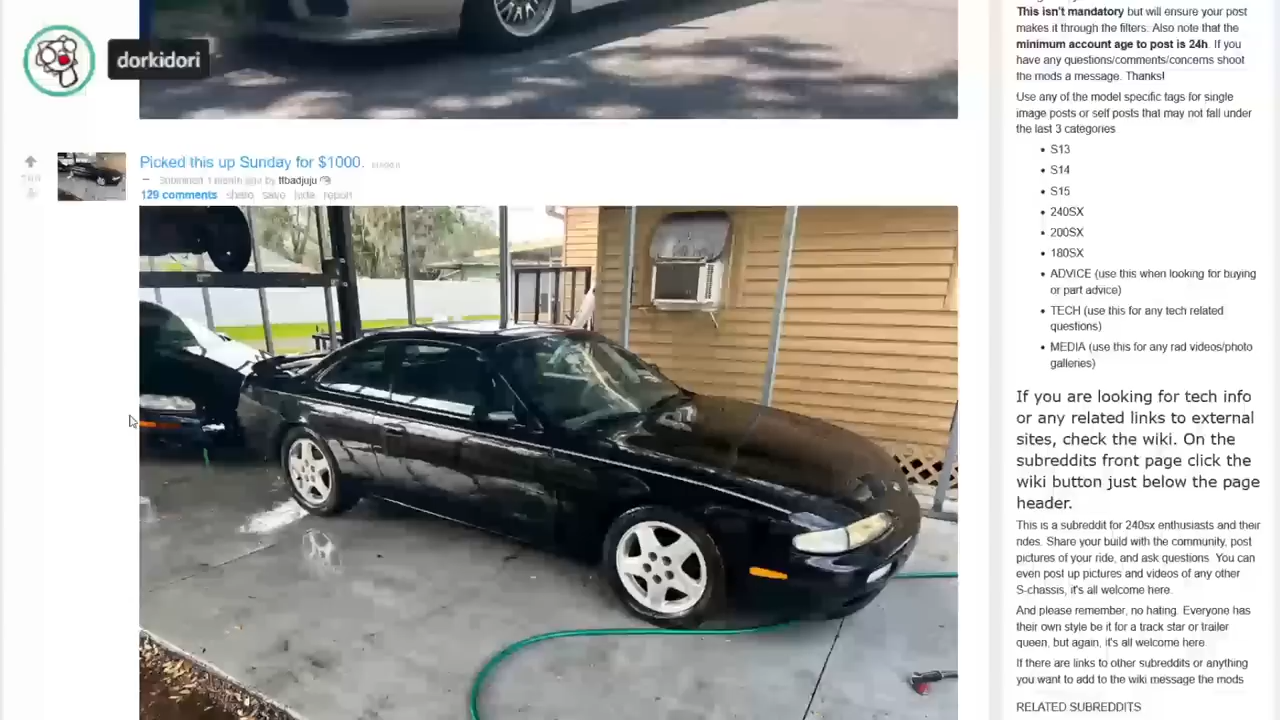 dorkidori
Picked this up Sunday for $1000.
submitted 1 month ago by ttbadjuju
129 comments share save hide report
This isn't mandatory but will ensure your post
makes it through the filters. Also note that the
minimum account age to post is 24h. If you
have any questions/comments/concerns shoot
the mods a message. Thanks!
Use any of the model specific tags for single
image posts or self posts that may not fall under
the last 3 categories
• S13
• S14
• S15
• 240SX
• 200SX
• 180SX
• ADVICE (use this when looking for buying
or part advice)
• TECH (use this for any tech related
questions)
• MEDIA (use this for any rad videos/photo
galleries)
If you are looking for tech info
or any related links to external
sites, check the wiki. On the
subreddits front page click the
wiki button just below the page
header.
This is a subreddit for 240sx enthusiasts and their
rides. Share your build with the community, post
pictures of your ride, and ask questions. You can
even post up pictures and videos of any other
S-chassis, it's all welcome here.
And please remember, no hating. Everyone has
their own style be it for a track star or trailer
queen, but again, it's all welcome here.
If there are links to other subreddits or anything
you want to add to the wiki message the mods
RELATED SUBREDDITS